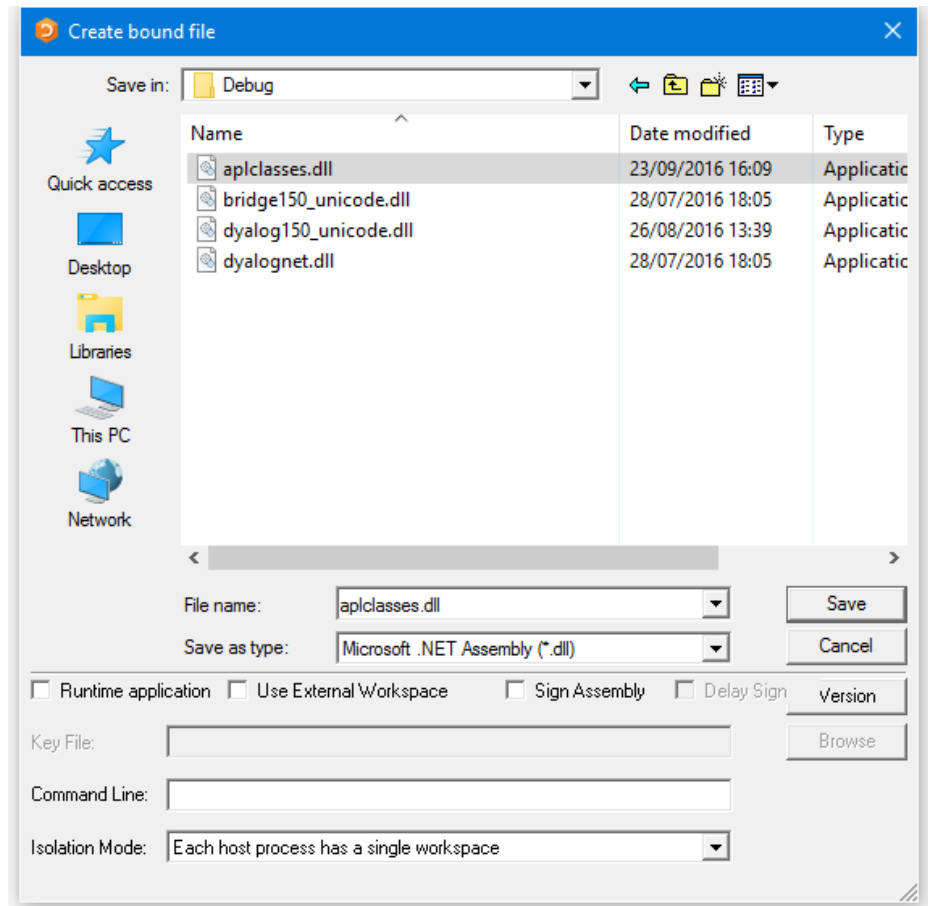 Create bound file
Save in: Debug
Name Date modified Type
aplclasses.dll 23/09/2016 16:09 Applicatic
bridge150_unicode.dll 28/07/2016 18:05 Applicatic
dyalog150_unicode.dll 26/08/2016 13:39 Applicatic
dyalognet.dll 28/07/2016 18:05 Applicatic
Quick access
Desktop
Libraries
This PC
Network
File name: aplclasses.dll Save
Save as type: Microsoft .NET Assembly (*.dll) Cancel
Runtime application Use External Workspace Sign Assembly Delay Sign Version
Key File: Browse
Command Line:
Isolation Mode: Each host process has a single workspace